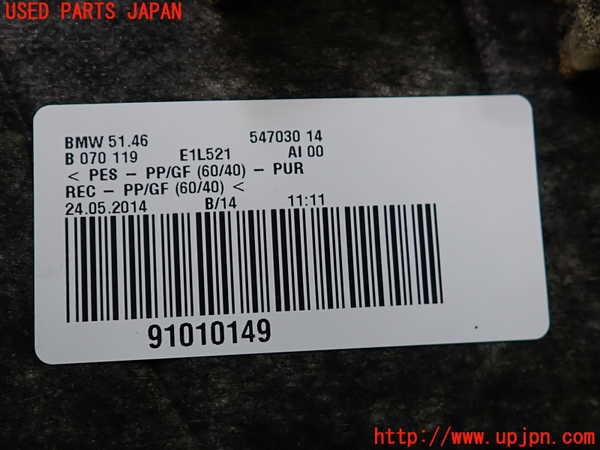 USED PARTS JAPAN
BMW 51.46 547030 14
B 070 119 E1L521 AI 00
< PES - PP/GF (60/40) - PUR
REC - PP/GF (60/40) <
24.05.2014 B/14 11:11
91010149
http://www.upjpn.com/